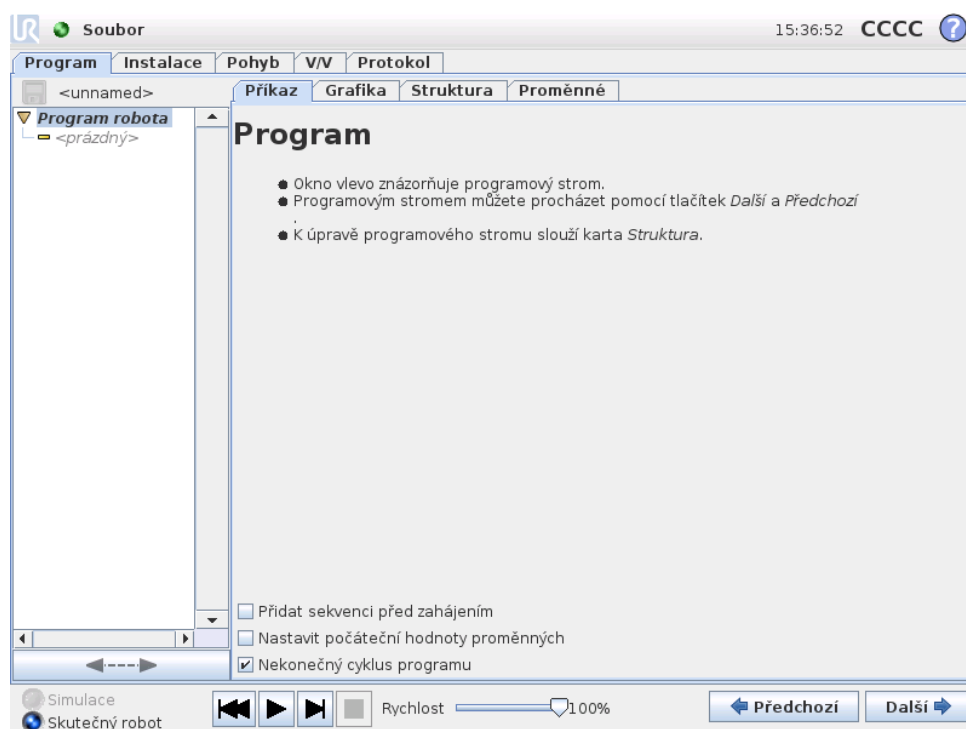 UR Soubor 15:36:52 CCCC ?
Program Instalace Pohyb V/V Protokol
<unnamed>
Příkaz Grafika Struktura Proměnné
Program robota
<prázdný>
Program
Okno vlevo znázorňuje programový strom.
Programovým stromem můžete procházet pomocí tlačítek Další a Předchozí
.
K úpravě programového stromu slouží karta Struktura.
Přidat sekvenci před zahájením
Nastavit počáteční hodnoty proměnných
Nekonečný cyklus programu
Simulace
Skutečný robot
Rychlost 100%
Předchozí Další